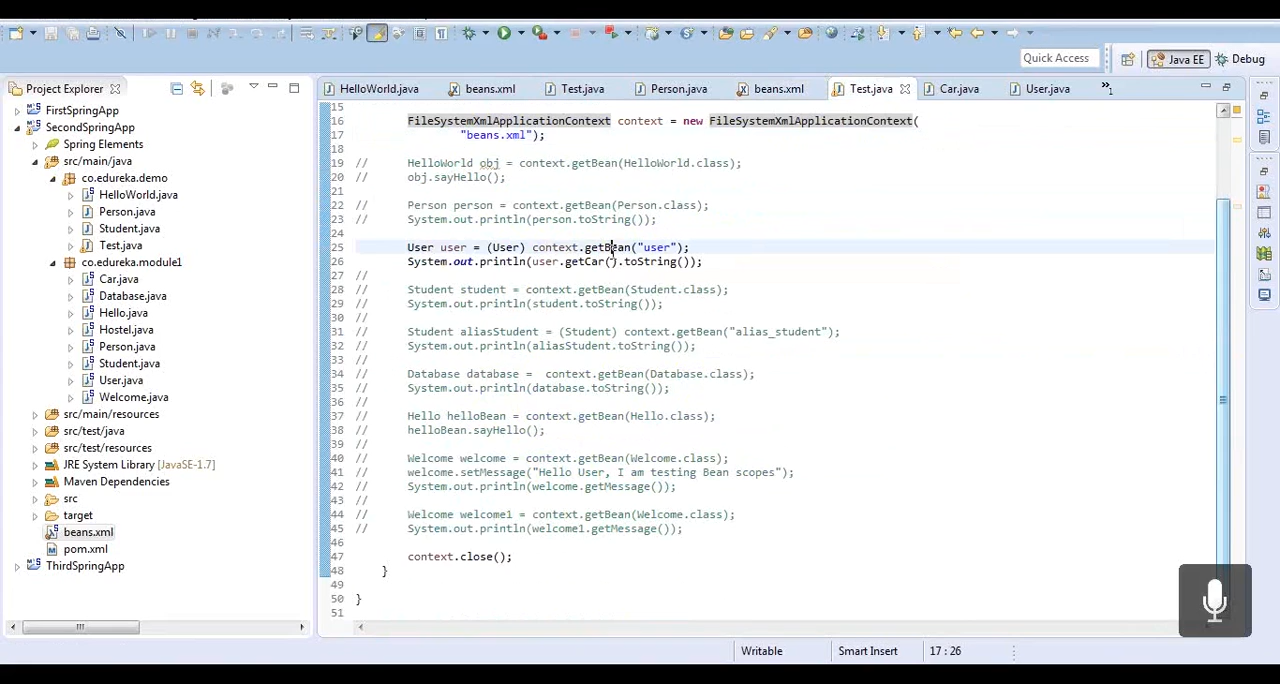 Quick Access
Java EE
Debug
Project Explorer
FirstSpringApp
SecondSpringApp
Spring Elements
src/main/java
co.edureka.demo
HelloWorld.java
Person.java
Student.java
Test.java
co.edureka.module1
Car.java
Database.java
Hello.java
Hostel.java
Person.java
Student.java
User.java
Welcome.java
src/main/resources
src/test/java
src/test/resources
JRE System Library [JavaSE-1.7]
Maven Dependencies
src
target
beans.xml
pom.xml
ThirdSpringApp
HelloWorld.java beans.xml Test.java Person.java beans.xml Test.java Car.java User.java »1
15
16 FileSystemXmlApplicationContext context = new FileSystemXmlApplicationContext(
17 "beans.xml");
18
19 // HelloWorld obj = context.getBean(HelloWorld.class);
20 // obj.sayHello();
21
22 // Person person = context.getBean(Person.class);
23 // System.out.println(person.toString());
24
25 User user = (User) context.getBean("user");
26 System.out.println(user.getCar().toString());
27 //
28 // Student student = context.getBean(Student.class);
29 // System.out.println(student.toString());
30 //
31 // Student aliasStudent = (Student) context.getBean("alias_student");
32 // System.out.println(aliasStudent.toString());
33 //
34 // Database database = context.getBean(Database.class);
35 // System.out.println(database.toString());
36 //
37 // Hello helloBean = context.getBean(Hello.class);
38 // helloBean.sayHello();
39 //
40 // Welcome welcome = context.getBean(Welcome.class);
41 // welcome.setMessage("Hello User, I am testing Bean scopes");
42 // System.out.println(welcome.getMessage());
43 //
44 // Welcome welcome1 = context.getBean(Welcome.class);
45 // System.out.println(welcome1.getMessage());
46
47 context.close();
48 }
49
50 }
51
Writable Smart Insert 17 : 26